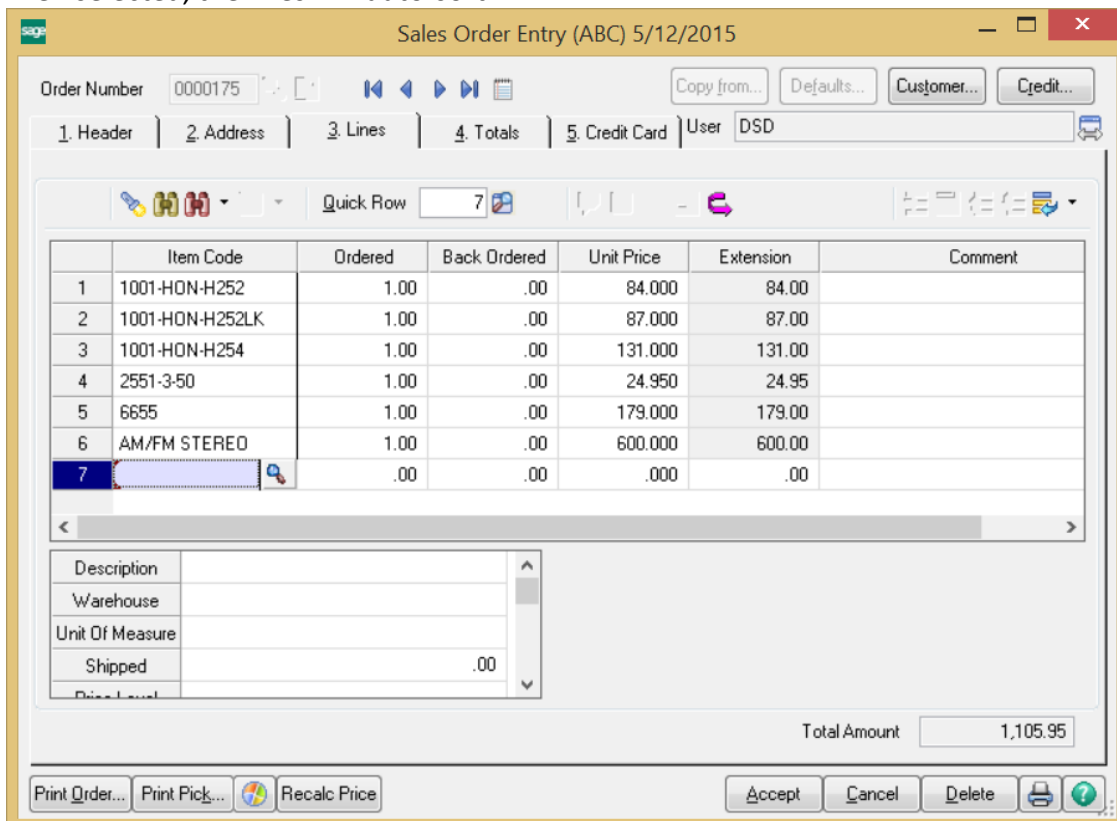 sage
Sales Order Entry (ABC) 5/12/2015
Order Number 0000175 Copy from... Defaults... Customer... Credit...
1. Header 2. Address 3. Lines 4. Totals 5. Credit Card User DSD
Quick Row 7
Item Code Ordered Back Ordered Unit Price Extension Comment
1 1001-HON-H252 1.00 .00 84.000 84.00
2 1001-HON-H252LK 1.00 .00 87.000 87.00
3 1001-HON-H254 1.00 .00 131.000 131.00
4 2551-3-50 1.00 .00 24.950 24.95
5 6655 1.00 .00 179.000 179.00
6 AM/FM STEREO 1.00 .00 600.000 600.00
7 .00 .00 .000 .00
Description
Warehouse
Unit Of Measure
Shipped .00
Total Amount 1,105.95
Print Order... Print Pick... Recalc Price Accept Cancel Delete